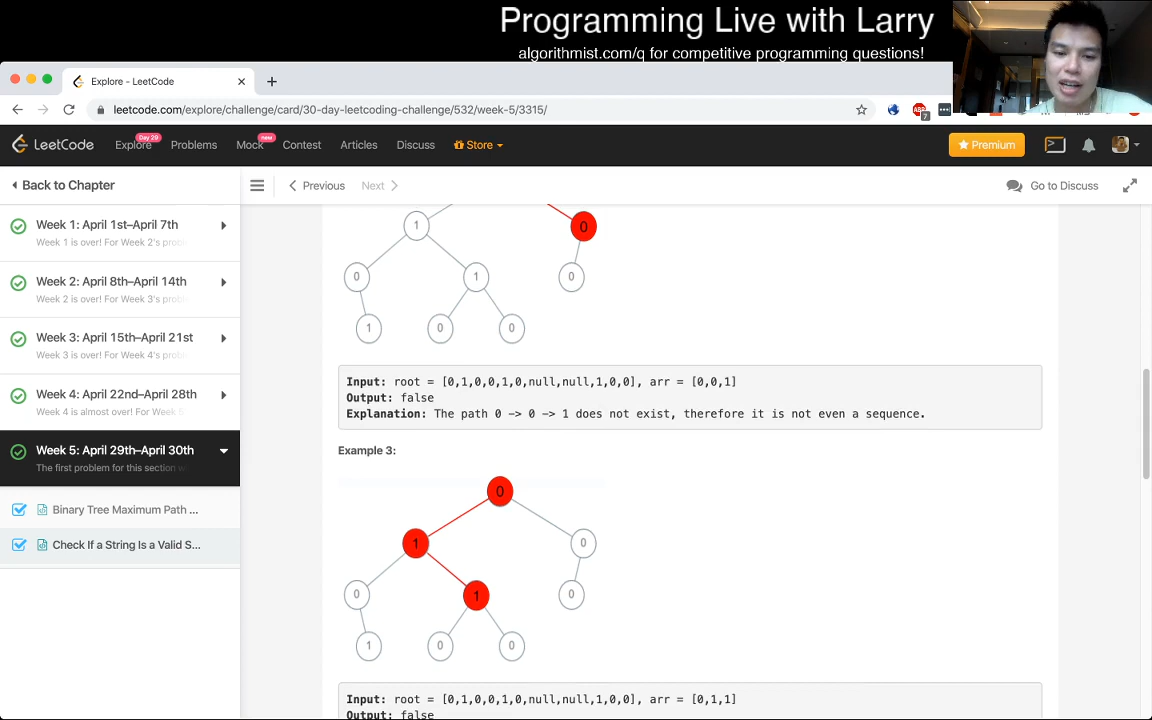 Programming Live with Larry
algorithmist.com/q for competitive programming questions!
Explore - LeetCode
leetcode.com/explore/challenge/card/30-day-leetcoding-challenge/532/week-5/3315/
7
LeetCode
Explore
Day 29
Problems
Mock
new
Contest
Articles
Discuss
Store
Premium
Back to Chapter
Previous
Next
Go to Discuss
Week 1: April 1st–April 7th
Week 1 is over! For Week 2's
Week 2: April 8th–April 14th
Week 2 is over! For Week 3's
Week 3: April 15th–April 21st
Week 3 is over! For Week 4's
Week 4: April 22nd–April 28th
Week 4 is almost over! For Week
Week 5: April 29th–April 30th
The first problem for this section
Binary Tree Maximum Path ...
Check If a String Is a Valid S...
1 0
0 1 0
1 0 0
Input: root = [0,1,0,0,1,0,null,null,1,0,0], arr = [0,0,1]
Output: false
Explanation: The path 0 -> 0 -> 1 does not exist, therefore it is not even a sequence.
Example 3:
0
1 0
0 1 0
1 0 0
Input: root = [0,1,0,0,1,0,null,null,1,0,0], arr = [0,1,1]
Output: false